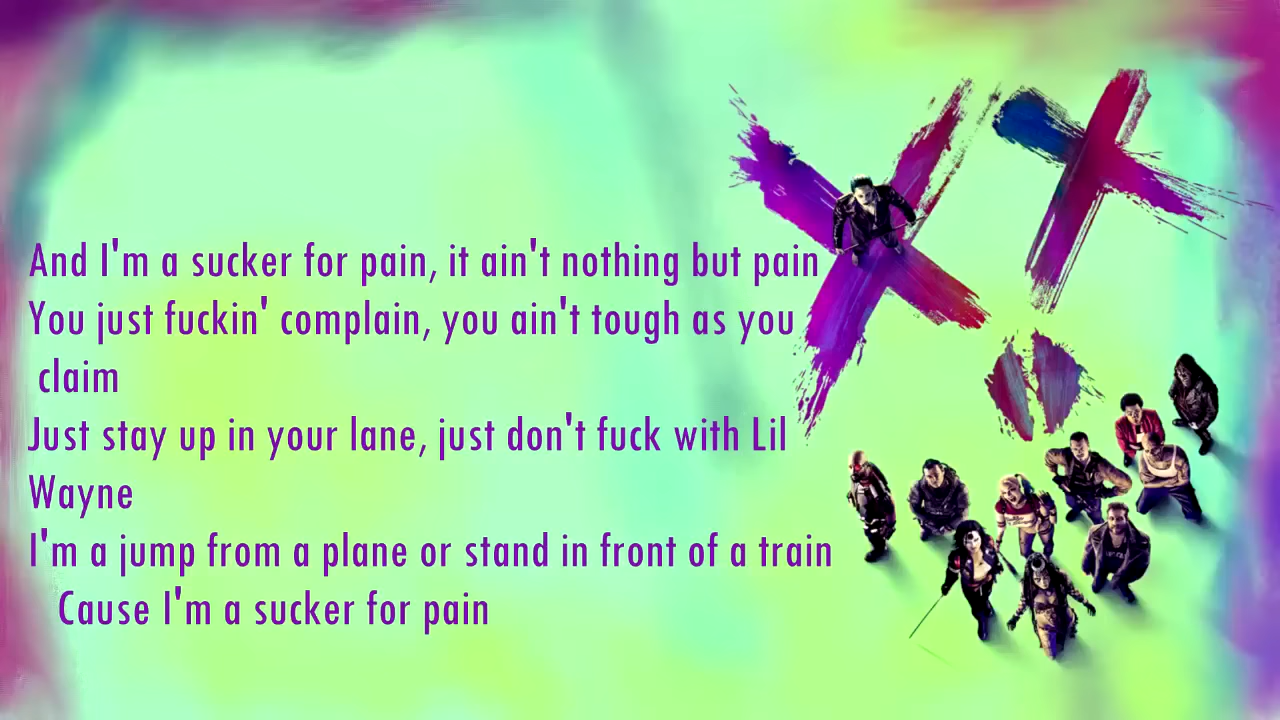 And I'm a sucker for pain, it ain't nothing but pain
You just fuckin' complain, you ain't tough as you
claim
Just stay up in your lane, just don't fuck with Lil
Wayne
I'm a jump from a plane or stand in front of a train
Cause I'm a sucker for pain